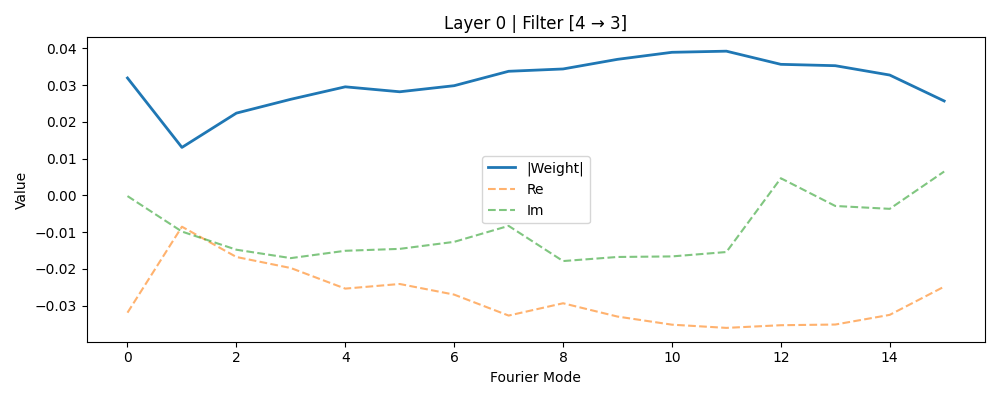 Layer 0 | Filter [4 → 3]
0.04
0.03
0.02
0.01
0.00
−0.01
−0.02
−0.03
Value
|Weight|
Re
Im
0 2 4 6 8 10 12 14
Fourier Mode